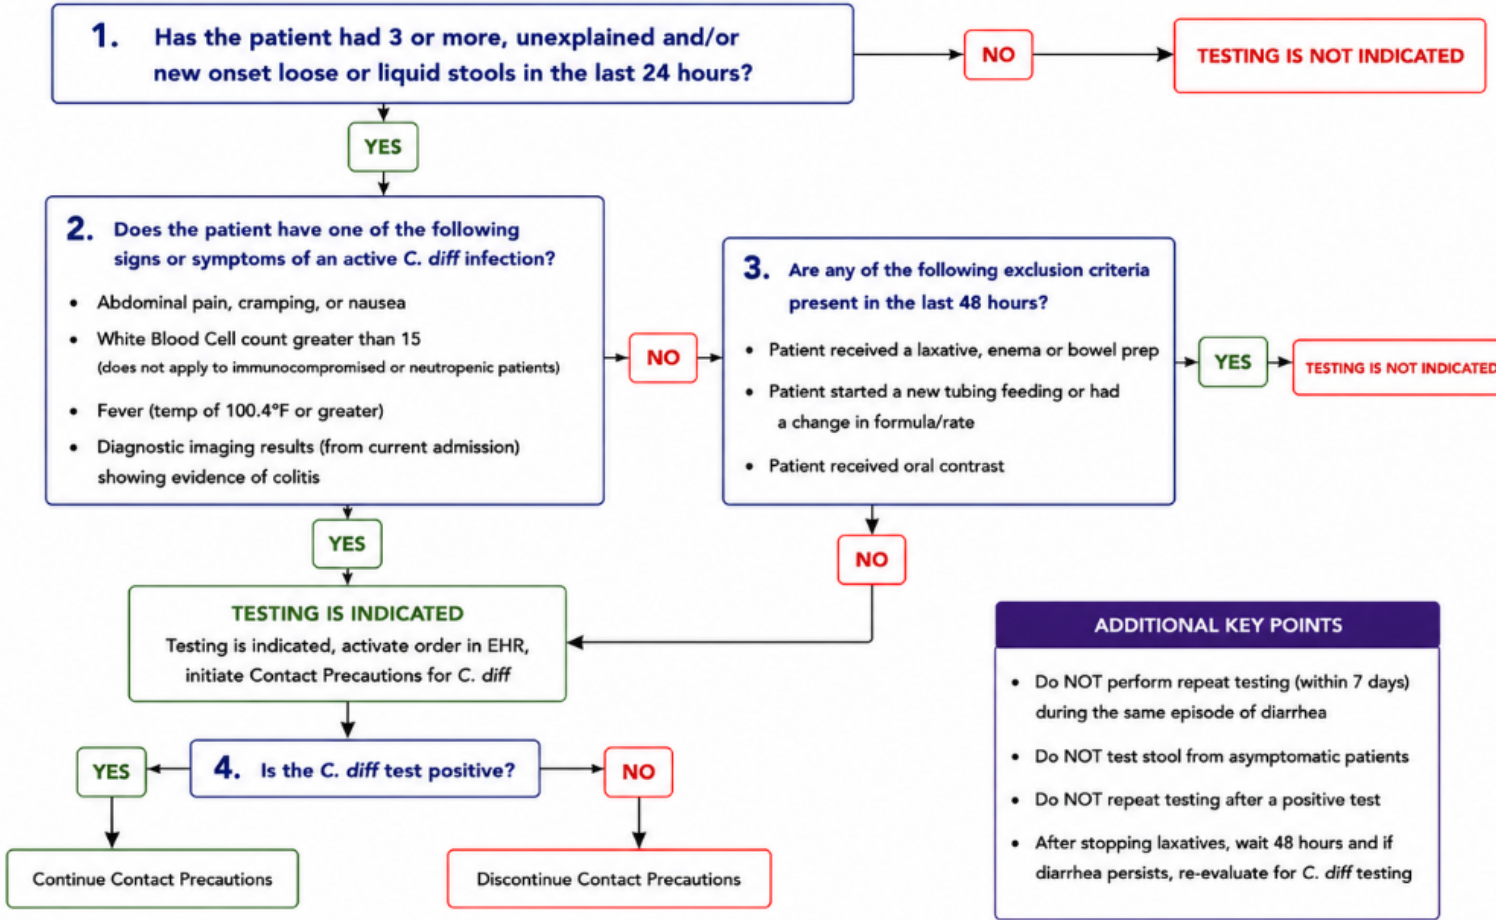 1. Has the patient had 3 or more, unexplained and/or
new onset loose or liquid stools in the last 24 hours?
NO
TESTING IS NOT INDICATED
YES
2. Does the patient have one of the following
signs or symptoms of an active C. diff infection?
• Abdominal pain, cramping, or nausea
• White Blood Cell count greater than 15
(does not apply to immunocompromised or neutropenic patients)
• Fever (temp of 100.4°F or greater)
• Diagnostic imaging results (from current admission)
showing evidence of colitis
NO
3. Are any of the following exclusion criteria
present in the last 48 hours?
• Patient received a laxative, enema or bowel prep
• Patient started a new tubing feeding or had
a change in formula/rate
• Patient received oral contrast
YES
TESTING IS NOT INDICATED
YES
NO
TESTING IS INDICATED
Testing is indicated, activate order in EHR,
initiate Contact Precautions for C. diff
4. Is the C. diff test positive?
YES
NO
Continue Contact Precautions
Discontinue Contact Precautions
ADDITIONAL KEY POINTS
• Do NOT perform repeat testing (within 7 days)
during the same episode of diarrhea
• Do NOT test stool from asymptomatic patients
• Do NOT repeat testing after a positive test
• After stopping laxatives, wait 48 hours and if
diarrhea persists, re-evaluate for C. diff testing